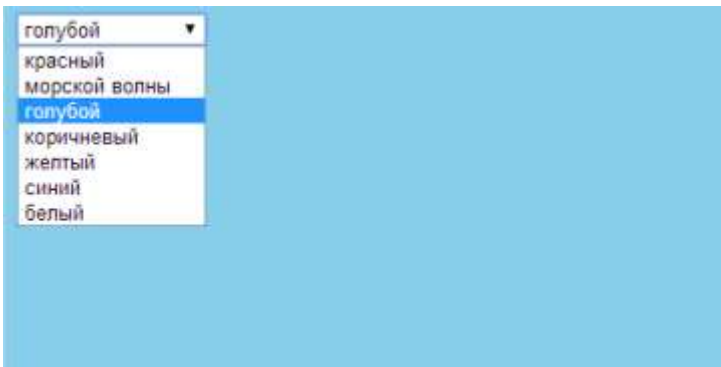 голубой
красный
морской волны
голубой
коричневый
желтый
синий
белый